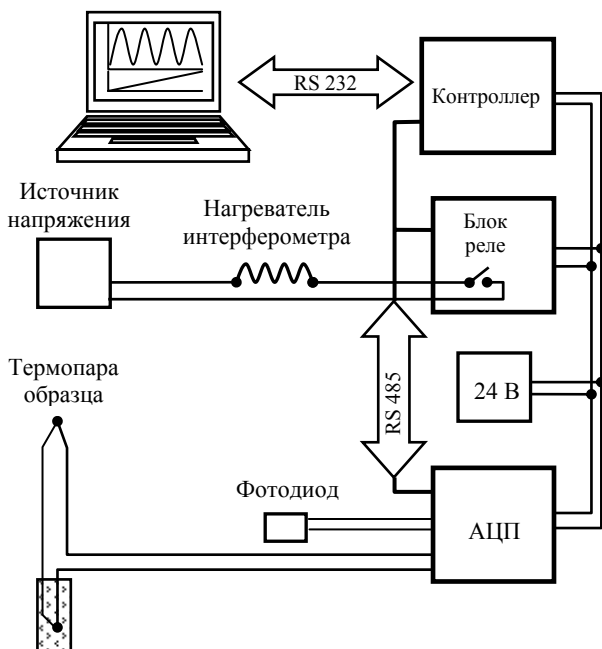 RS 232
Контроллер
Источник
напряжения
Нагреватель
интерферометра
Блок
реле
Термопара
образца
RS 485
24 В
Фотодиод
АЦП